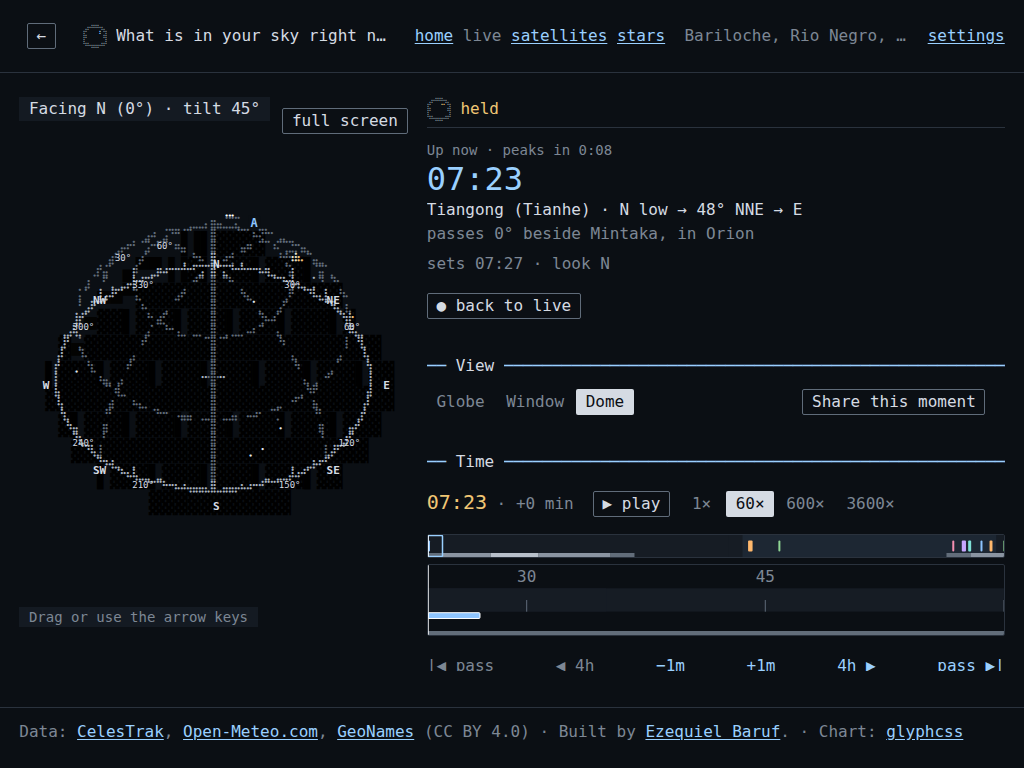 ← What is in your sky right n… home live satellites stars Bariloche, Rio Negro, … settings
Facing N (0°) · tilt 45°
full screen
held
Up now · peaks in 0:08
07:23
Tiangong (Tianhe) · N low → 48° NNE → E
passes 0° beside Mintaka, in Orion
sets 07:27 · look N
● back to live
A
60°
30°
N
330°
30°
NW
NE
300°
60°
W
E
240°
120°
SW
SE
210°
150°
S
Drag or use the arrow keys
View
Globe Window Dome Share this moment
Time
07:23 · +0 min ▶ play 1× 60× 600× 3600×
30 45
|◀ pass ◀ 4h −1m +1m 4h ▶ pass ▶|
Data: CelesTrak, Open-Meteo.com, GeoNames (CC BY 4.0) · Built by Ezequiel Baruf. · Chart: glyphcss